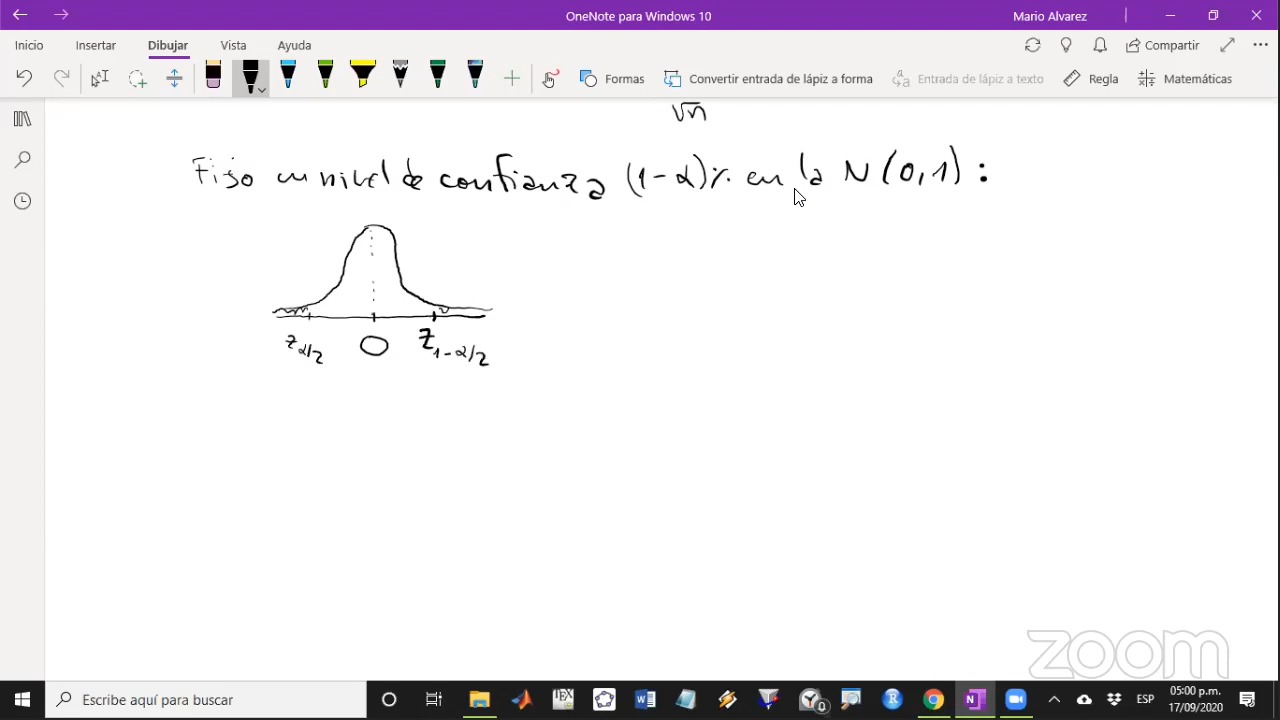 OneNote para Windows 10
Mario Alvarez
Inicio Insertar Dibujar Vista Ayuda
Compartir
Formas Convertir entrada de lápiz a forma Entrada de lápiz a texto Regla Matemáticas
√n
Fijo un nivel de confianza (1-α)% en la N(0,1):
z α/2 0 z 1-α/2
zoom
Escribe aquí para buscar
ESP
05:00 p.m.
17/09/2020